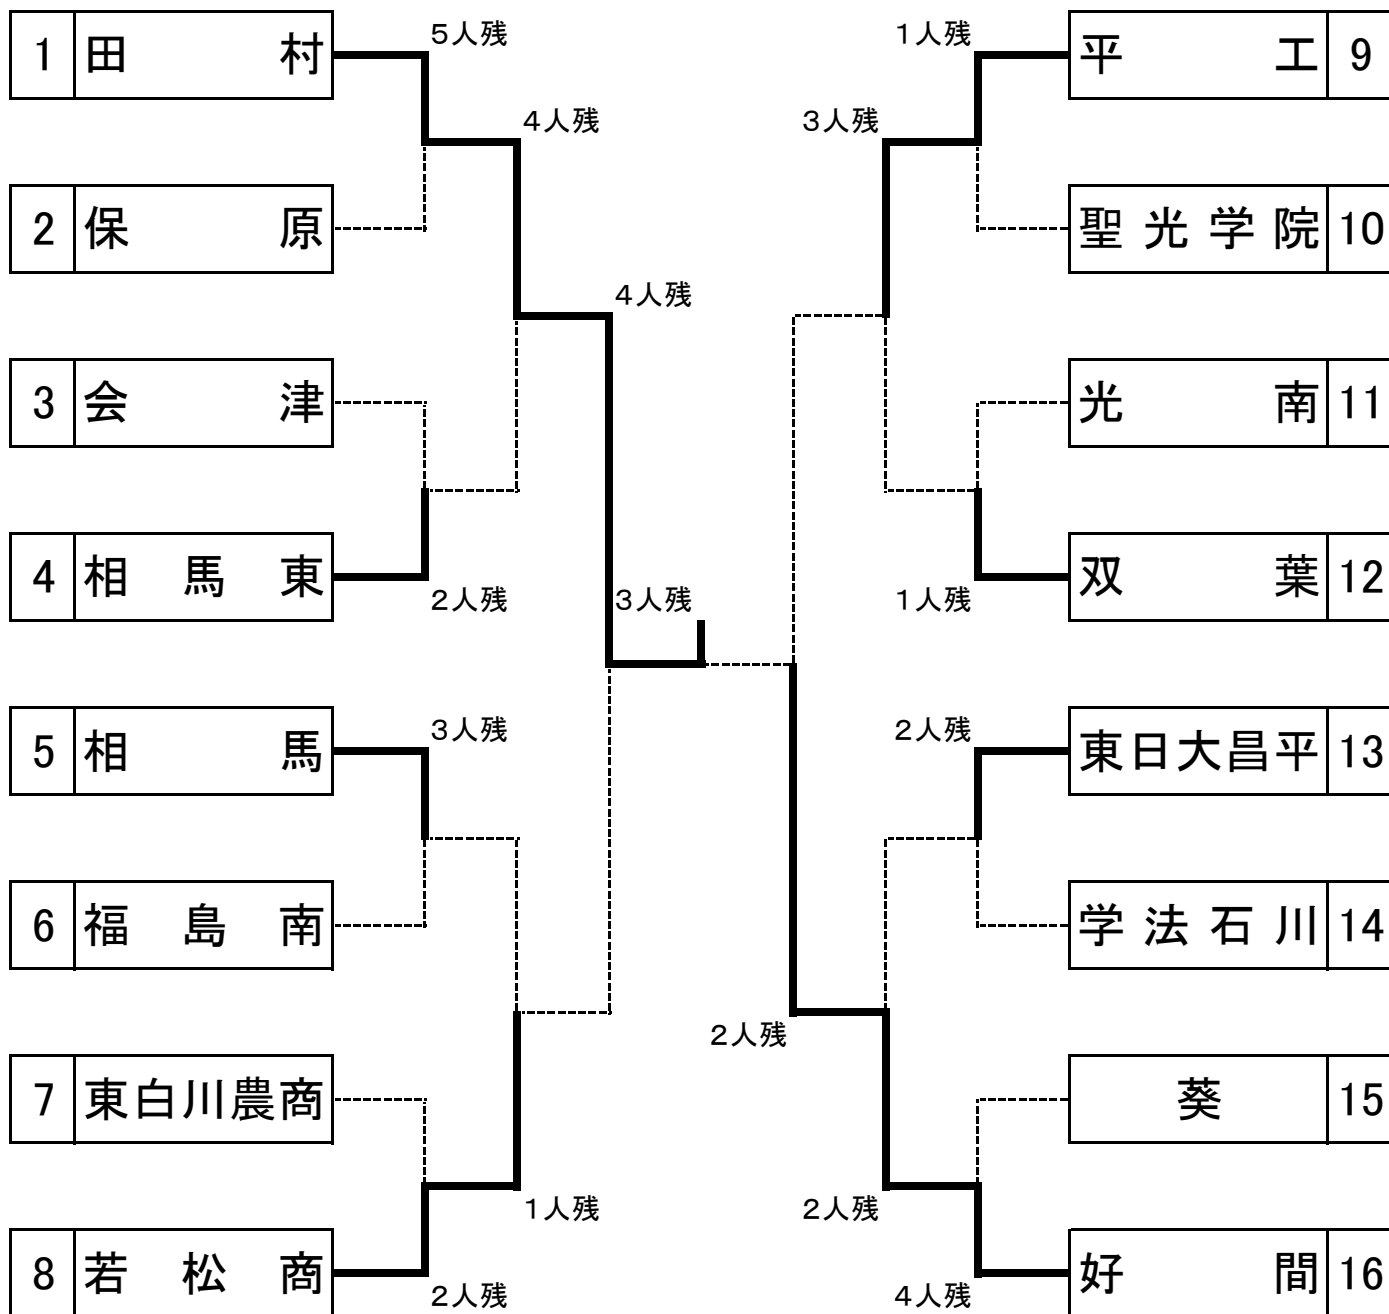 1 田村
5人残
4人残
2 保原
4人残
3 会津
4 相馬東
2人残
3人残
5 相馬
3人残
6 福島南
7 東白川農商
1人残
8 若松商
2人残
1人残
平工 9
3人残
聖光学院 10
光南 11
双葉 12
1人残
2人残
東日大昌平 13
学法石川 14
2人残
葵 15
2人残
好間 16
4人残